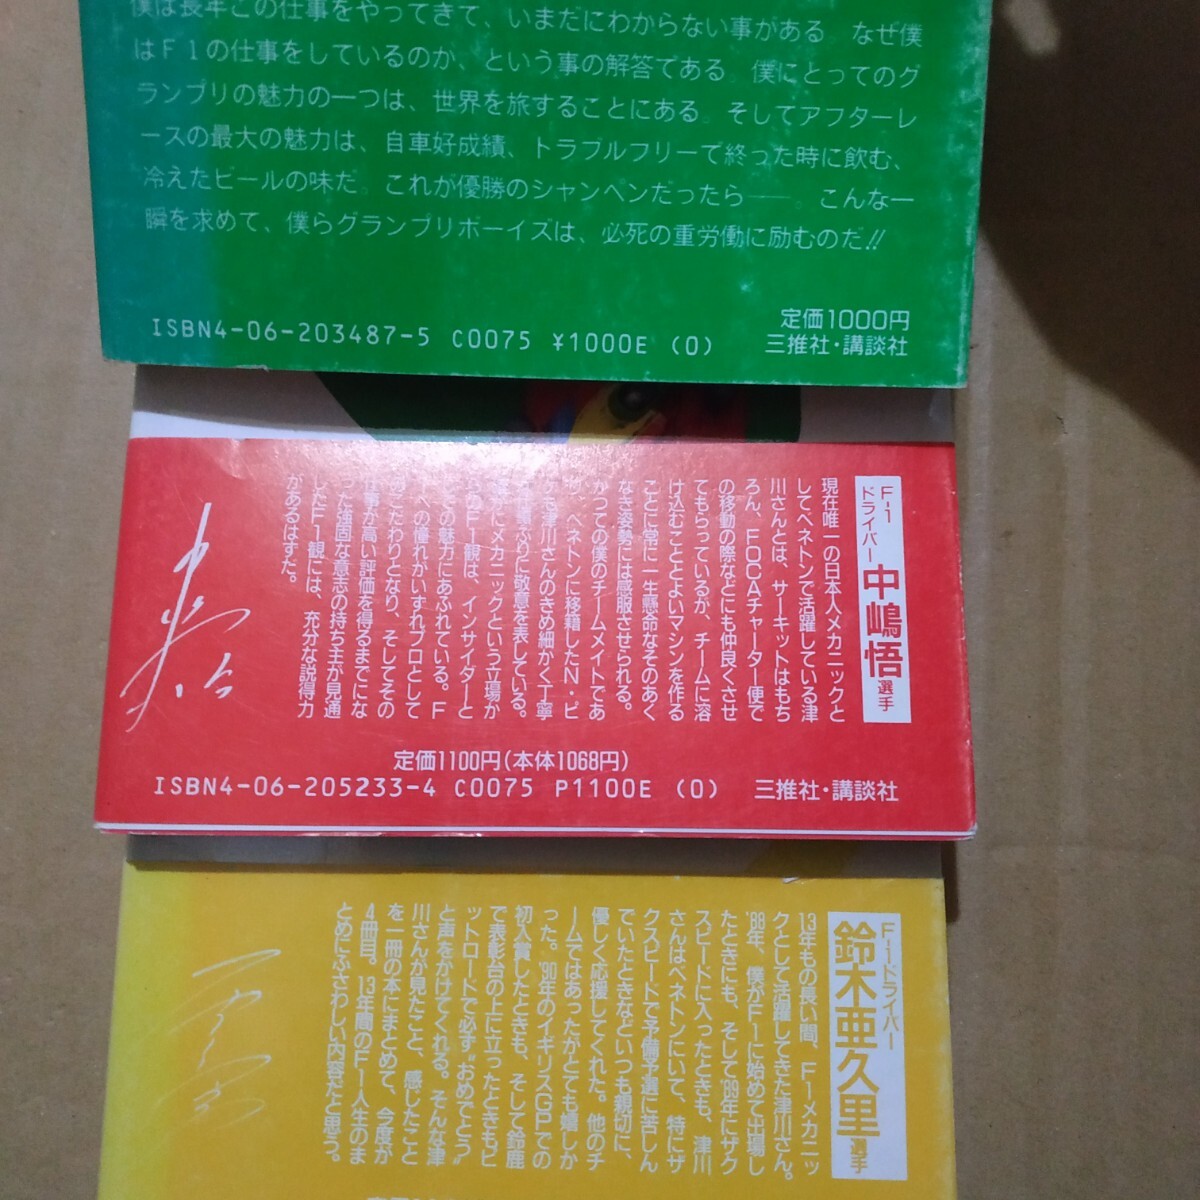 僕は長年この仕事をやってきて、いまだにわからない事がある なぜ僕
はF1の仕事をしているのか、という事の解答である 僕にとってのグ
ランプリの魅力の一つは、世界を旅することにある。そしてアフターレ
ースの最大の魅力は、自車好成績、トラブルフリーで終った時に飲む、
冷えたビールの味だ これが優勝のシャンペンだったら――。こんな一
瞬を求めて、僕らグランプリボーイズは、必死の重労働に励むのだ!!
定価1000円
ISBN4-06-203487-5 C0075 ¥1000E (0) 三推社・講談社
F-1
ドライバー 中嶋悟 選手
現在唯一の日本人メカニックと
してベネトンで活躍している津
川さんとは、サーキットはもち
ろん、FOCAチャーター便で
の移動の際などにも仲良くさせ
てもらっているが、チームに溶
け込むこととよいマシンを作る
ことに常に一生懸命なそのあく
なき姿勢には感服させられる。
かつての僕のチームメイトであ
り、ベネトンに移籍したN・ピ
津川さんのきめ細かく丁寧
ぶりに敬意を表している。
にメカニックという立場か
F1観は、インサイダーと
ての魅力にあふれている。F
への憧れがいずれプロとして
こだわりとなり、そしてその
仕事が高い評価を得るまでにな
った強固な意志の持ち主が見通
したF1観には、充分な説得力
があるはずだ。
定価1100円(本体1068円)
ISBN4-06-205233-4 C0075 P1100E (0) 三推社・講談社
F-1ドライバー
鈴木亜久里 選手
13年もの長い間、F-1メカニッ
クとして活躍してきた津川さん。
'88年、僕がF-1に始めて出場し
たときにも、そして'89年にザク
スピードに入ったときも、津川
さんはベネトンにいて、特にザ
クスピードで予備予選に苦しん
でいたときなどいつも親切に、
優しく応援してくれた。他のチ
ームではあったがとても嬉しか
った。'90年のイギリスGPでの
初入賞したときも、そして鈴鹿
で表彰台の上に立ったときもピ
ットロードで必ず"おめでとう"
と声をかけてくれる。そんな津
川さんが見たこと、感じたこと
を一冊の本にまとめて、今度が
4冊目。13年間のF-1人生のま
とめにふさわしい内容だと思う。